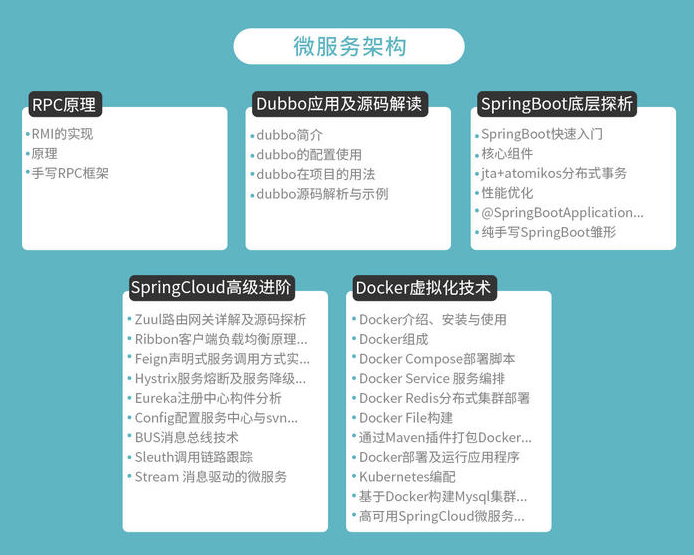 微服务架构
RPC原理
RMI的实现
原理
手写RPC框架
Dubbo应用及源码解读
dubbo简介
dubbo的配置使用
dubbo在项目的用法
dubbo源码解析与示例
SpringBoot底层探析
SpringBoot快速入门
核心组件
jta+atomikos分布式事务
性能优化
@SpringBootApplication...
纯手写SpringBoot雏形
SpringCloud高级进阶
Zuul路由网关详解及源码探析
Ribbon客户端负载均衡原理...
Feign声明式服务调用方式实...
Hystrix服务熔断及服务降级...
Eureka注册中心构件分析
Config配置服务中心与svn...
BUS消息总线技术
Sleuth调用链路跟踪
Stream 消息驱动的微服务
Docker虚拟化技术
Docker介绍、安装与使用
Docker组成
Docker Compose部署脚本
Docker Service 服务编排
Docker Redis分布式集群部署
Docker File构建
通过Maven插件打包Docker...
Docker部署及运行应用程序
Kubernetes编配
基于Docker构建Mysql集群...
高可用SpringCloud微服务...